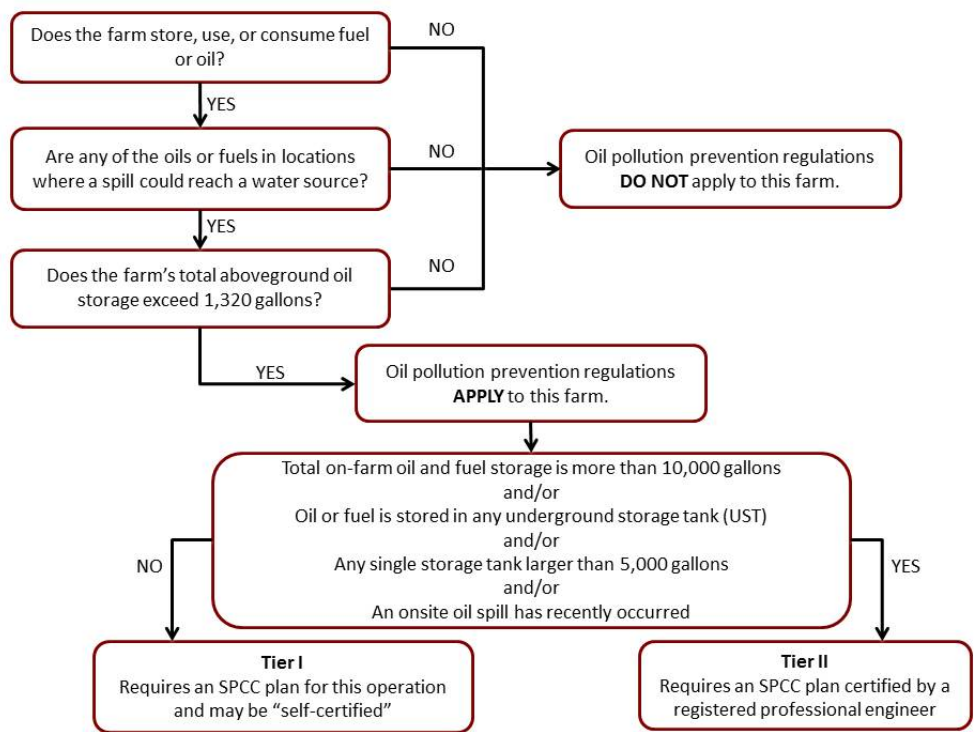 Does the farm store, use, or consume fuel
or oil?
NO
YES
Are any of the oils or fuels in locations
where a spill could reach a water source?
NO
Oil pollution prevention regulations
DO NOT apply to this farm.
YES
Does the farm's total aboveground oil
storage exceed 1,320 gallons?
NO
YES
Oil pollution prevention regulations
APPLY to this farm.
Total on-farm oil and fuel storage is more than 10,000 gallons
and/or
Oil or fuel is stored in any underground storage tank (UST)
and/or
Any single storage tank larger than 5,000 gallons
and/or
An onsite oil spill has recently occurred
NO
YES
Tier I
Requires an SPCC plan for this operation
and may be “self-certified”
Tier II
Requires an SPCC plan certified by a
registered professional engineer